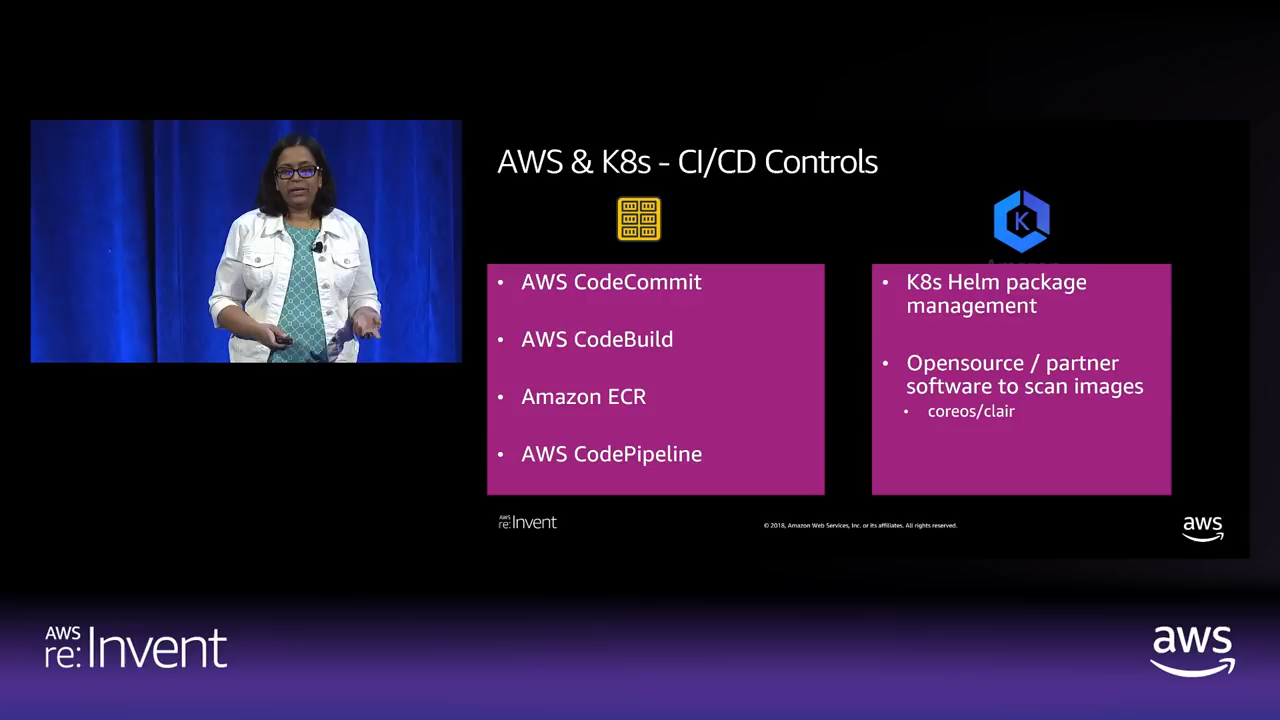 AWS & K8s - CI/CD Controls
K
• AWS CodeCommit
• AWS CodeBuild
• Amazon ECR
• AWS CodePipeline
• K8s Helm package
management
• Opensource / partner
software to scan images
• coreos/clair
AWS
re:Invent
© 2018, Amazon Web Services, Inc. or its affiliates. All rights reserved.
aws
AWS
re:Invent
aws